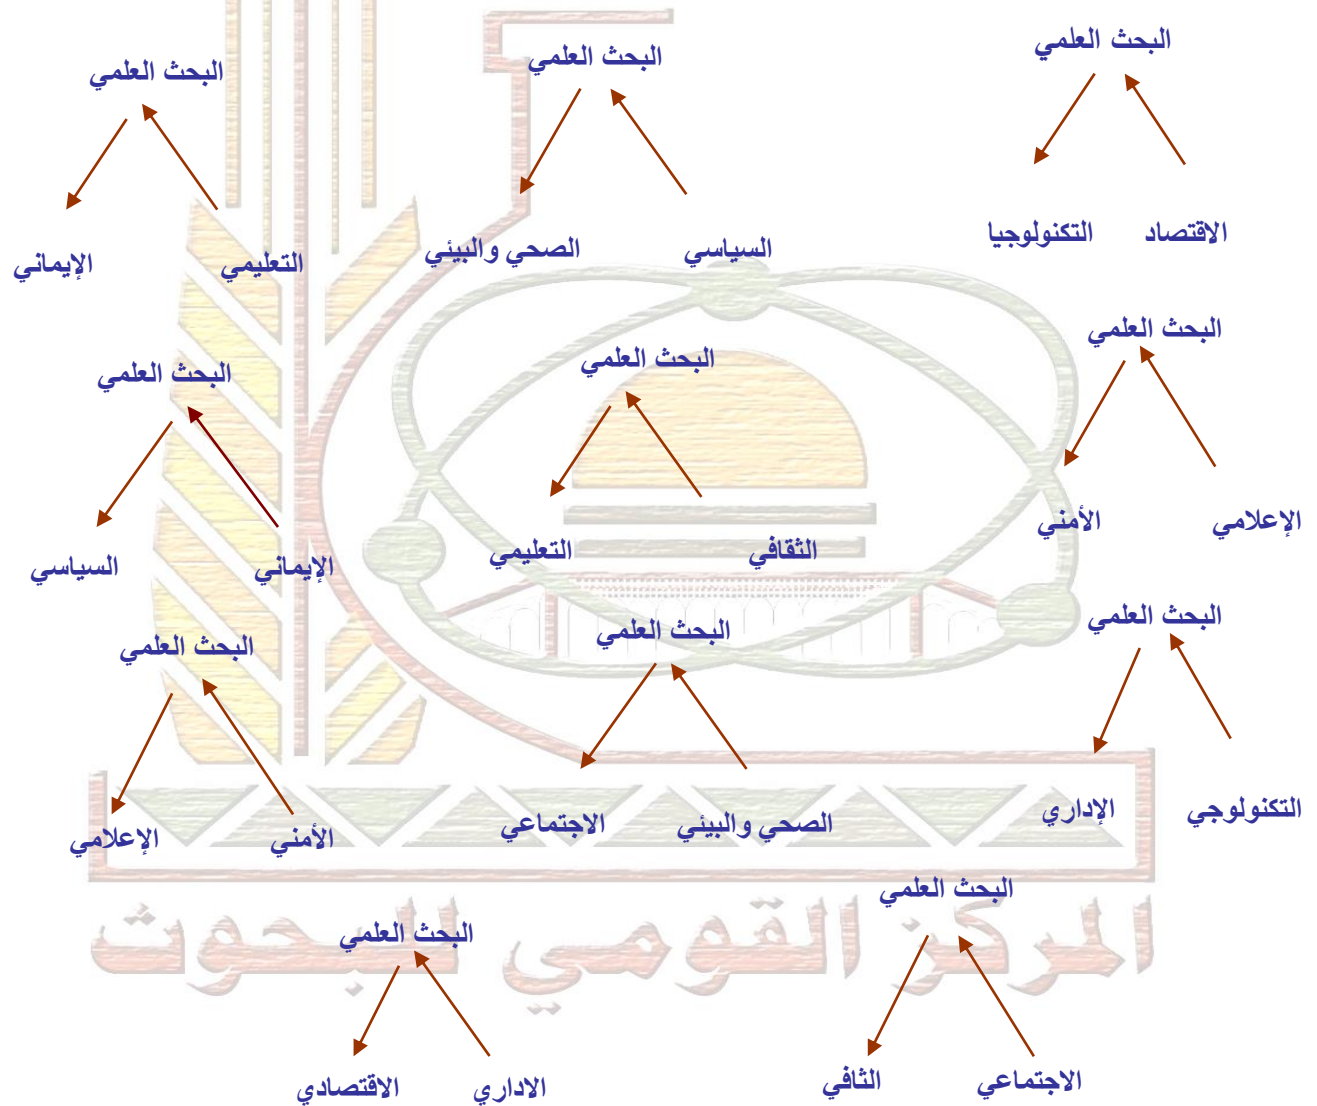 البحث العلمي
الاقتصاد
التكنولوجيا
البحث العلمي
السياسي
الصحي والبيئي
البحث العلمي
التعليمي
الإيماني
البحث العلمي
الإعلامي
الأمني
البحث العلمي
الثقافي
التعليمي
البحث العلمي
الإيماني
السياسي
البحث العلمي
التكنولوجي
الإداري
البحث العلمي
الصحي والبيئي
الاجتماعي
البحث العلمي
الأمني
الإعلامي
البحث العلمي
الاجتماعي
الثافي
البحث العلمي
الاداري
الاقتصادي
المركز القومي للبحوث